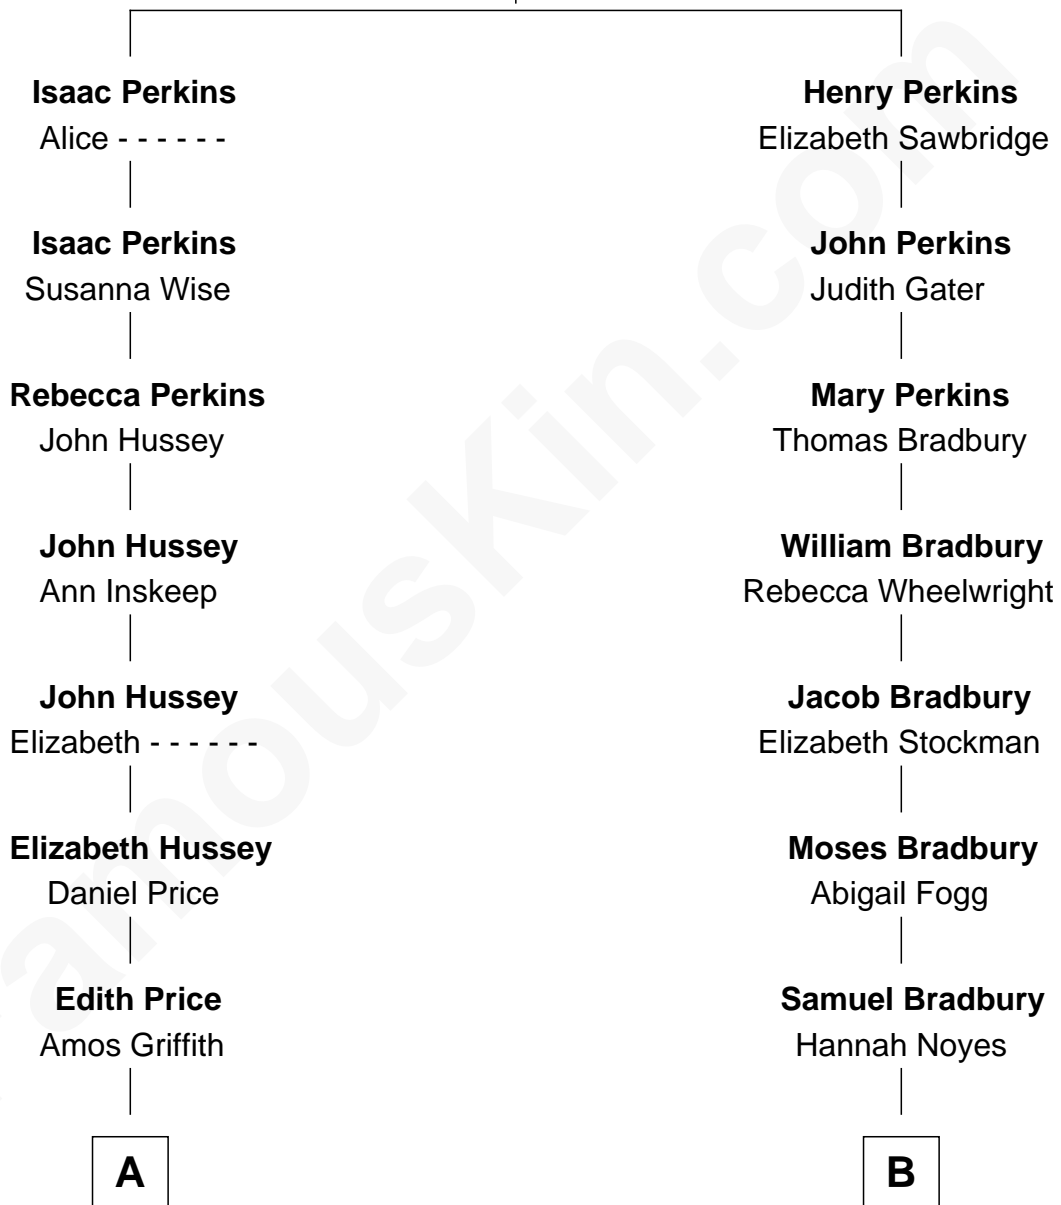 Isaac Perkins
Alice - - - - - -
Isaac Perkins
Susanna Wise
Rebecca Perkins
John Hussey
John Hussey
Ann Inskeep
John Hussey
Elizabeth - - - - - -
Elizabeth Hussey
Daniel Price
Edith Price
Amos Griffith
A
Henry Perkins
Elizabeth Sawbridge
John Perkins
Judith Gater
Mary Perkins
Thomas Bradbury
William Bradbury
Rebecca Wheelwright
Jacob Bradbury
Elizabeth Stockman
Moses Bradbury
Abigail Fogg
Samuel Bradbury
Hannah Noyes
B
amousKin.com